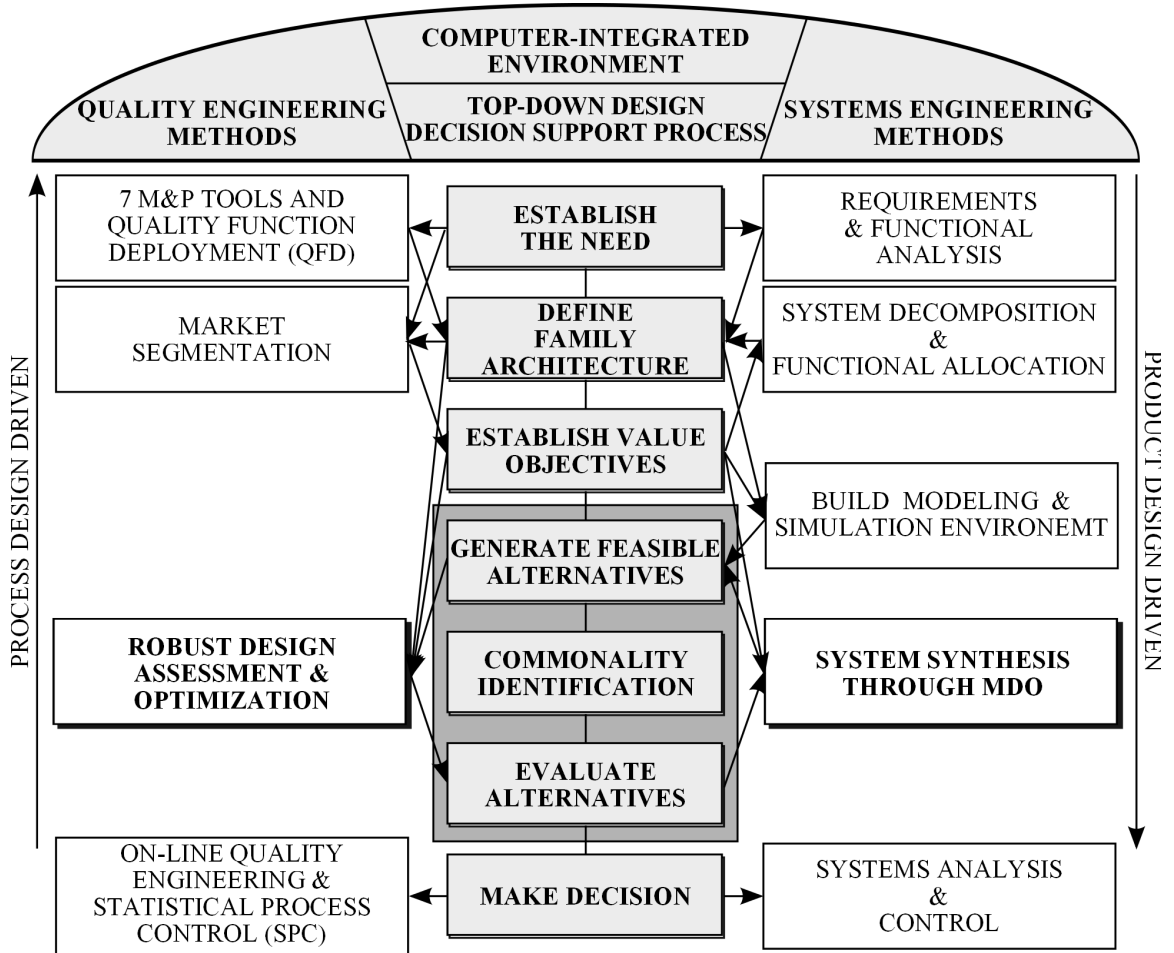 COMPUTER-INTEGRATED
ENVIRONMENT
QUALITY ENGINEERING
METHODS
TOP-DOWN DESIGN
DECISION SUPPORT PROCESS
SYSTEMS ENGINEERING
METHODS
PROCESS DESIGN DRIVEN
7 M&P TOOLS AND
QUALITY FUNCTION
DEPLOYMENT (QFD)
ESTABLISH
THE NEED
REQUIREMENTS
& FUNCTIONAL
ANALYSIS
MARKET
SEGMENTATION
DEFINE
FAMILY
ARCHITECTURE
SYSTEM DECOMPOSITION
&
FUNCTIONAL ALLOCATION
ESTABLISH VALUE
OBJECTIVES
BUILD MODELING &
SIMULATION ENVIRONEMT
GENERATE FEASIBLE
ALTERNATIVES
ROBUST DESIGN
ASSESSMENT &
OPTIMIZATION
COMMONALITY
IDENTIFICATION
SYSTEM SYNTHESIS
THROUGH MDO
EVALUATE
ALTERNATIVES
ON-LINE QUALITY
ENGINEERING &
STATISTICAL PROCESS
CONTROL (SPC)
MAKE DECISION
SYSTEMS ANALYSIS
&
CONTROL
PRODUCT DESIGN DRIVEN